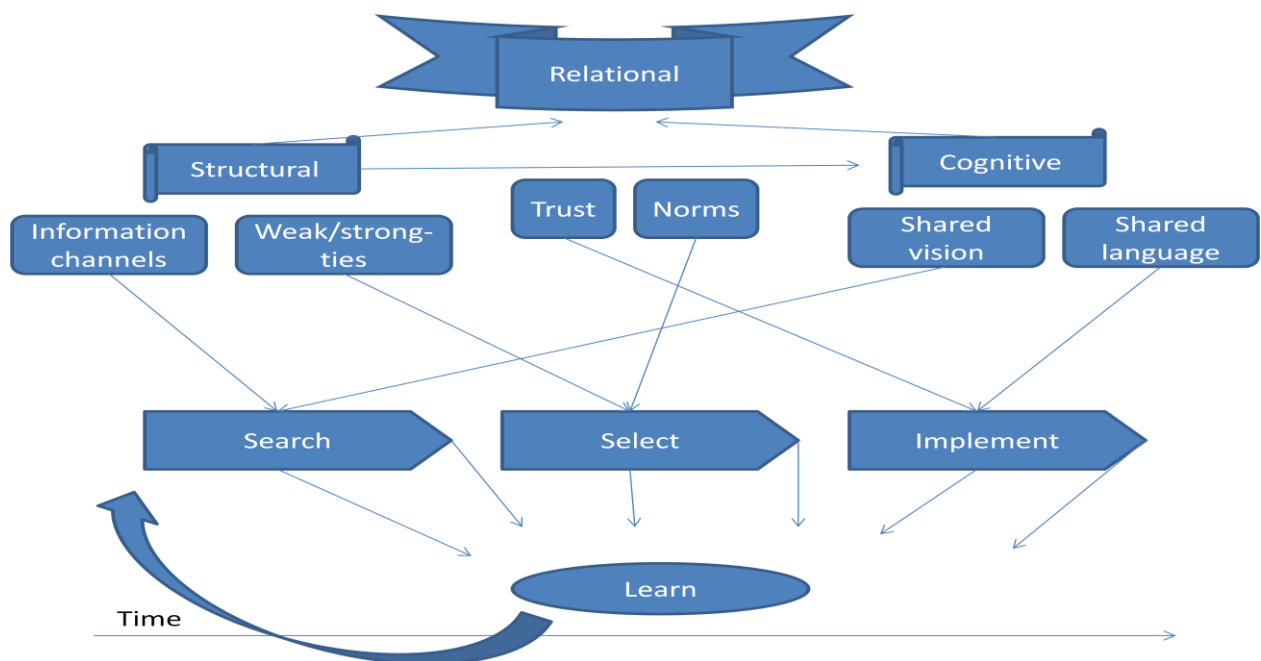 Relational
Structural
Cognitive
Trust
Norms
Information
channels
Weak/strong-
ties
Shared
vision
Shared
language
Search
Select
Implement
Learn
Time